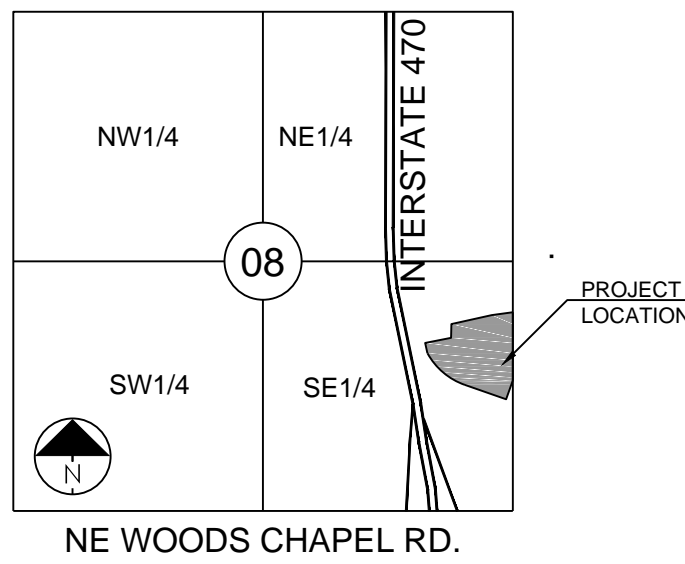 NW1/4
NE1/4
INTERSTATE 470
08
PROJECT
LOCATION
SW1/4
SE1/4
N
NE WOODS CHAPEL RD.